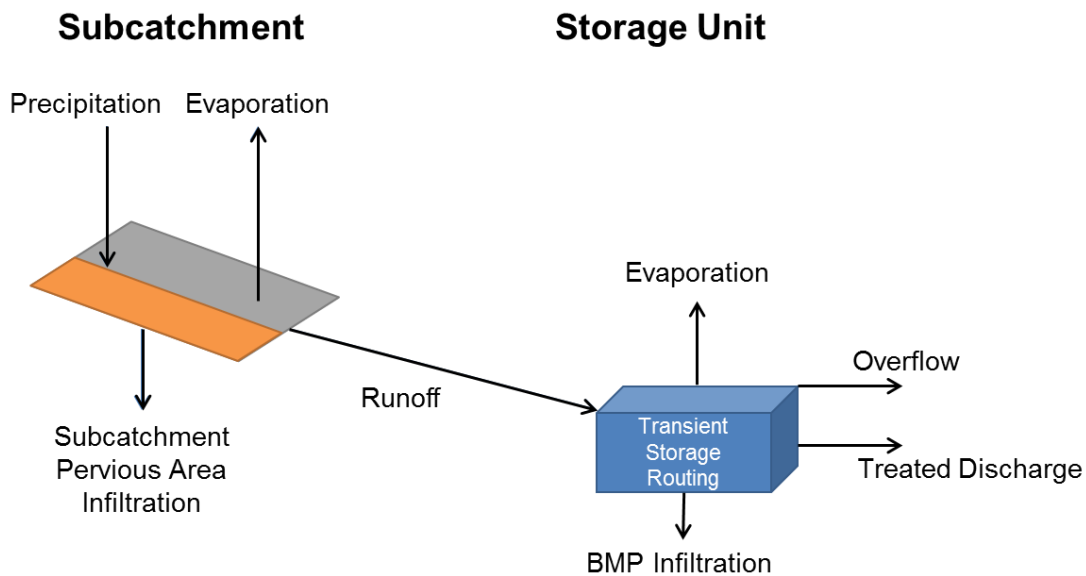 Subcatchment
Storage Unit
Precipitation
Evaporation
Evaporation
Overflow
Runoff
Transient
Storage
Routing
Treated Discharge
Subcatchment
Pervious Area
Infiltration
BMP Infiltration